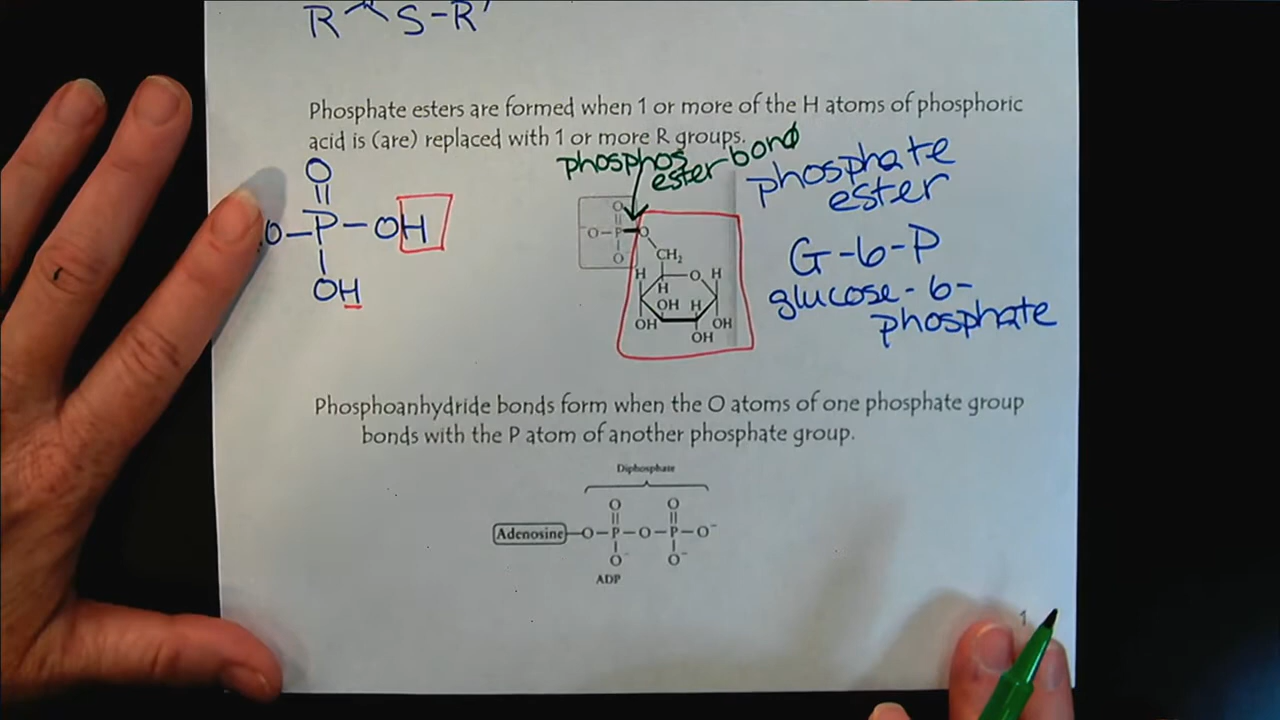 R S-R'
Phosphate esters are formed when 1 or more of the H atoms of phosphoric
acid is (are) replaced with 1 or more R groups.
phosphos
ester bond
phosphate
ester
O
O-P-OH
OH
O
-O-P-O
O-
CH2
H O H
H
OH H
OH OH
OH
G-6-P
glucose-6-
phosphate
Phosphoanhydride bonds form when the O atoms of one phosphate group
bonds with the P atom of another phosphate group.
Diphosphate
O O
Adenosine-O-P-O-P-O-
O- O-
ADP
1